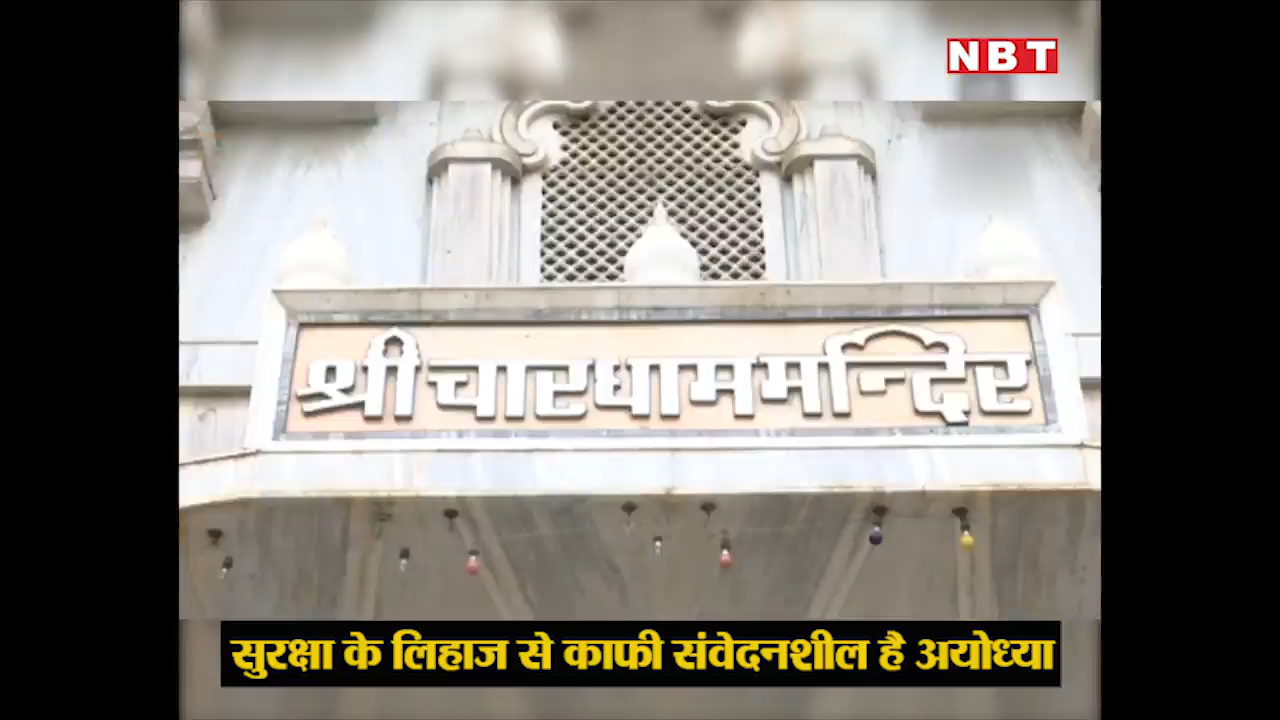 NBT
श्री चारधाम मन्दिर
सुरक्षा के लिहाज से काफी संवेदनशील है अयोध्या